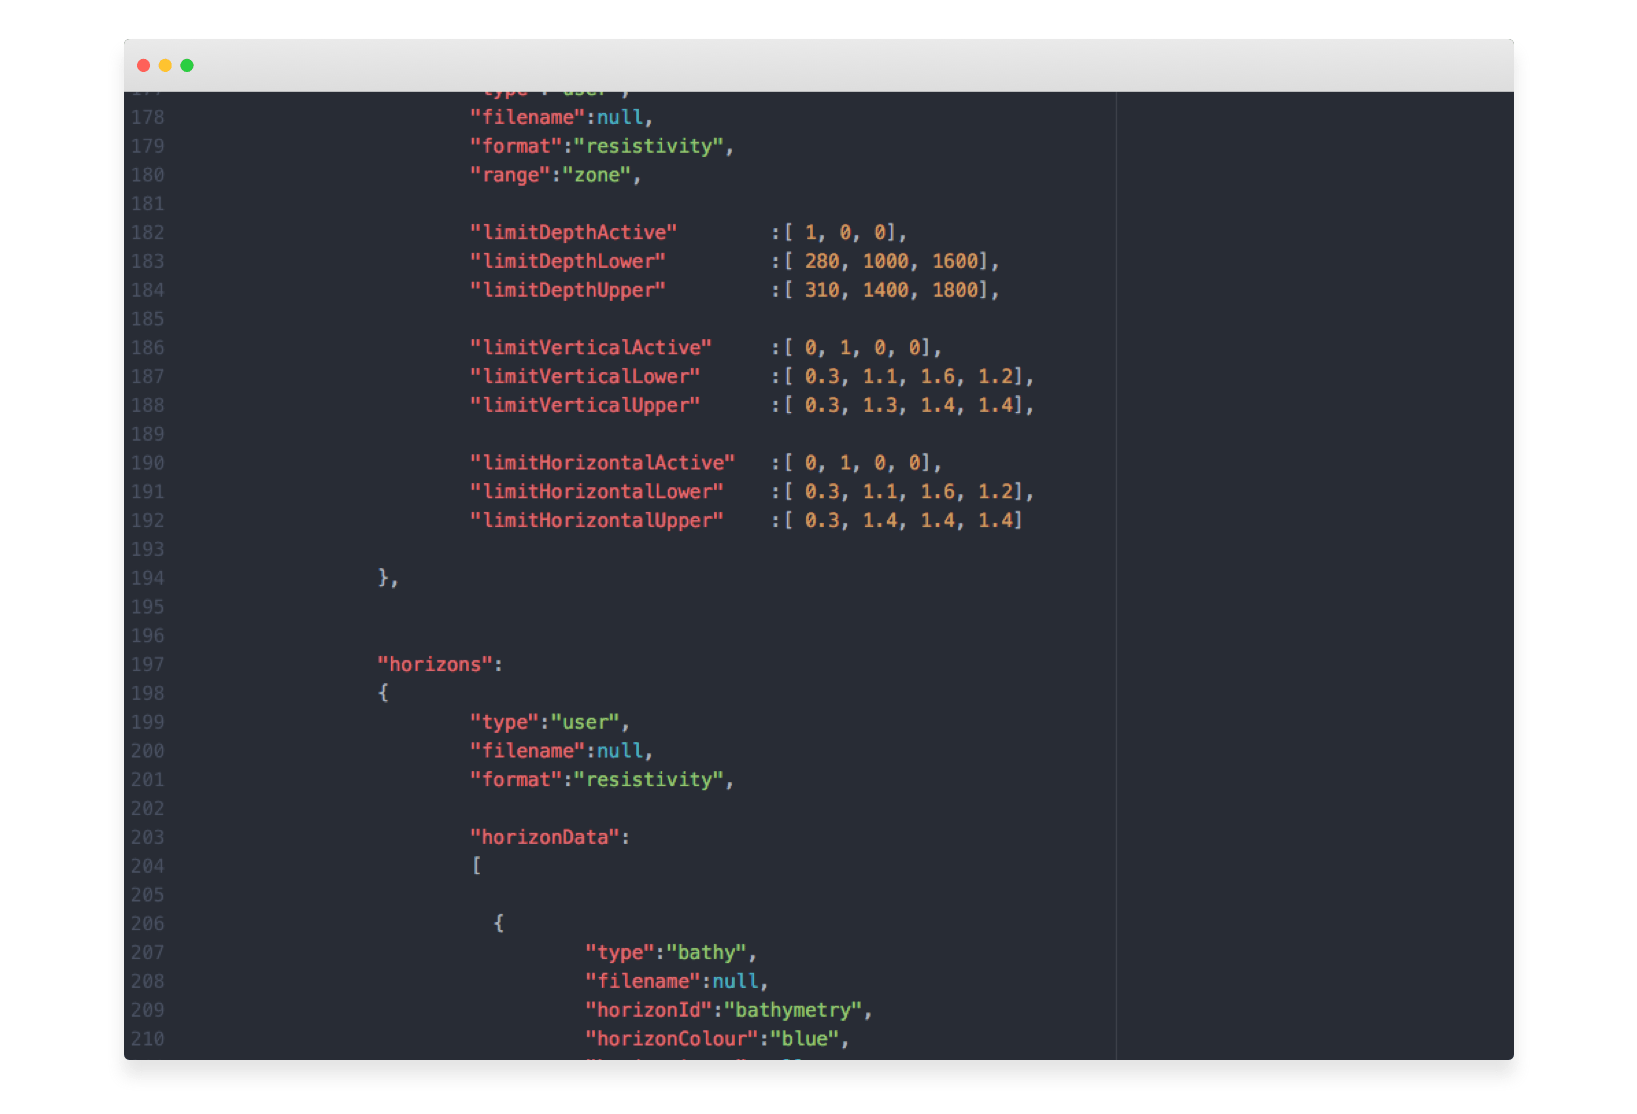 177 "type":"user",
178 "filename":null,
179 "format":"resistivity",
180 "range":"zone",
181
182 "limitDepthActive" :[ 1, 0, 0],
183 "limitDepthLower" :[ 280, 1000, 1600],
184 "limitDepthUpper" :[ 310, 1400, 1800],
185
186 "limitVerticalActive" :[ 0, 1, 0, 0],
187 "limitVerticalLower" :[ 0.3, 1.1, 1.6, 1.2],
188 "limitVerticalUpper" :[ 0.3, 1.3, 1.4, 1.4],
189
190 "limitHorizontalActive" :[ 0, 1, 0, 0],
191 "limitHorizontalLower" :[ 0.3, 1.1, 1.6, 1.2],
192 "limitHorizontalUpper" :[ 0.3, 1.4, 1.4, 1.4]
193
194 },
195
196
197 "horizons":
198 {
199 "type":"user",
200 "filename":null,
201 "format":"resistivity",
202
203 "horizonData":
204 [
205
206 {
207 "type":"bathy",
208 "filename":null,
209 "horizonId":"bathymetry",
210 "horizonColour":"blue",